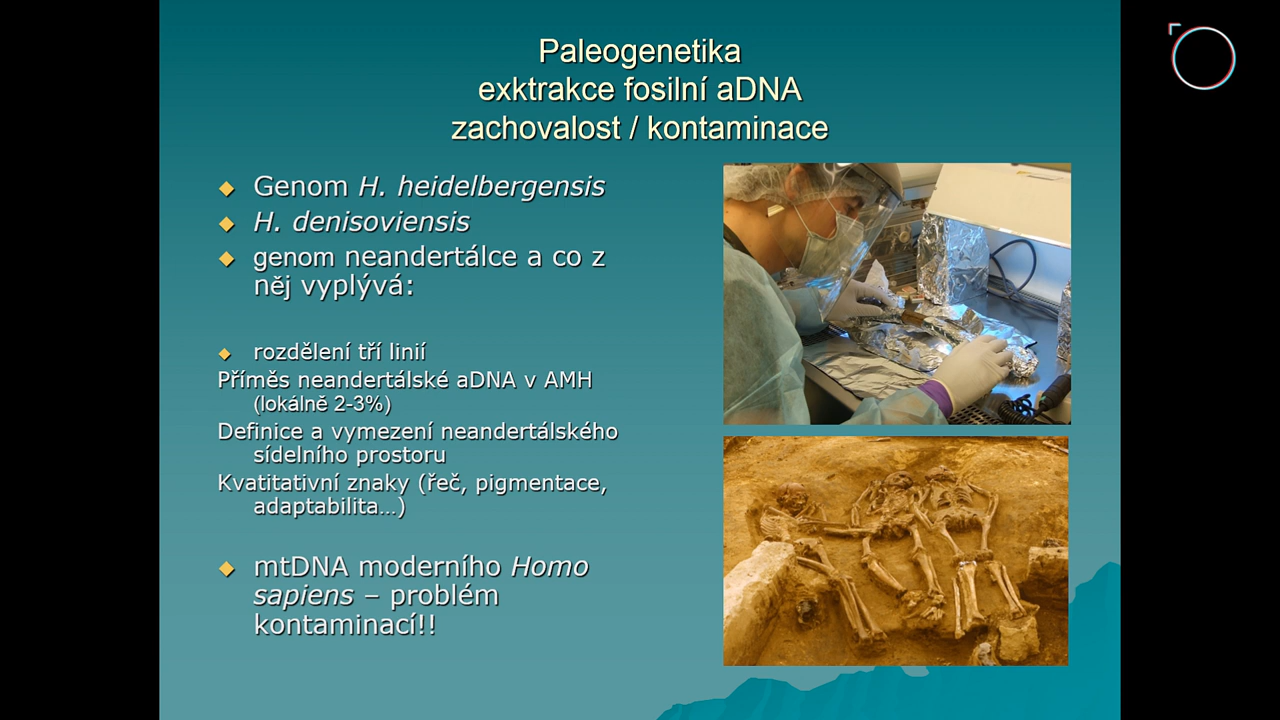 Paleogenetika
exktrakce fosilní aDNA
zachovalost / kontaminace
Genom H. heidelbergensis
H. denisoviensis
genom neandertálce a co z
něj vyplývá:
rozdělení tří linií
Příměs neandertálské aDNA v AMH
(lokálně 2-3%)
Definice a vymezení neandertálského
sídelního prostoru
Kvatitativní znaky (řeč, pigmentace,
adaptabilita…)
mtDNA moderního Homo
sapiens – problém
kontaminací!!